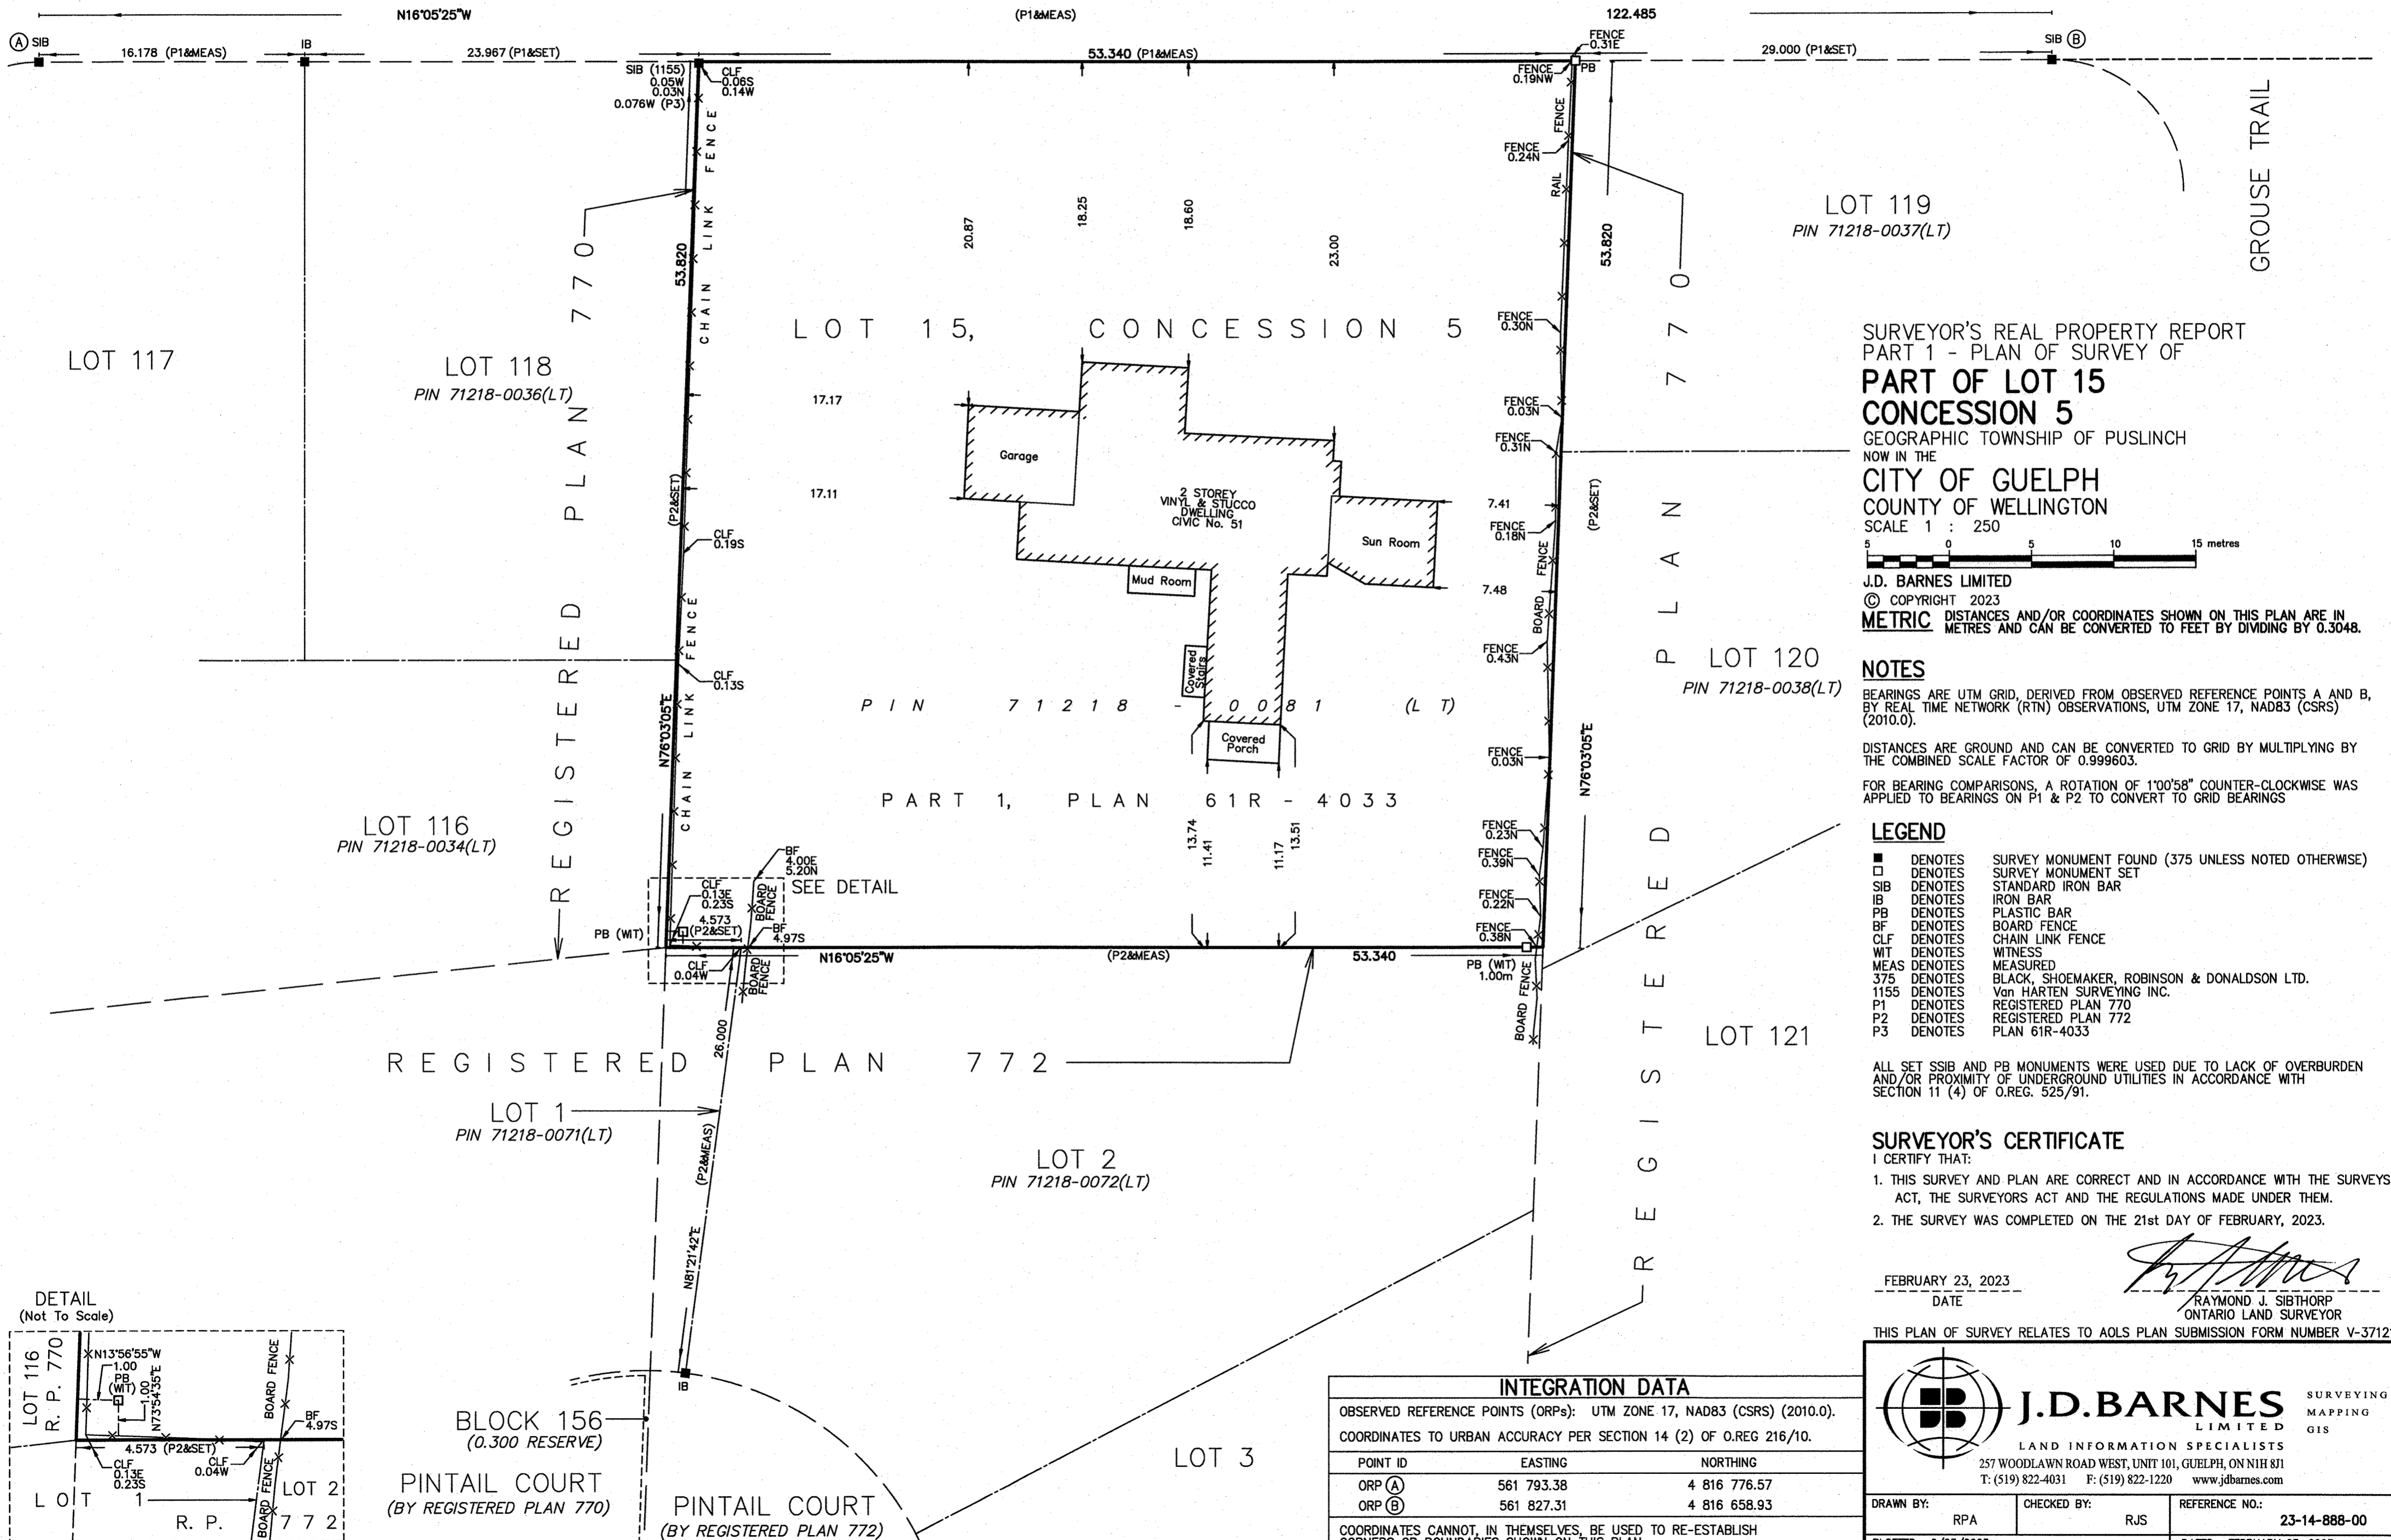 N16°05'25"W
(P1&MEAS)
122.485
A SIB
16.178 (P1&MEAS)
IB
23.967 (P1&SET)
53.340 (P1&MEAS)
FENCE
0.31E
29.000 (P1&SET)
SIB B
SIB (1155)
0.05W
0.03N
0.076W (P3)
CLF
0.06S
0.14W
FENCE
0.19NW
PB
CHAIN LINK FENCE
53.820
20.87
18.25
18.60
23.00
FENCE
0.24N
RAIL FENCE
53.820
LOT 119
PIN 71218-0037(LT)
GROUSE TRAIL
LOT 117
LOT 118
PIN 71218-0036(LT)
REGISTERED PLAN 770
LOT 15, CONCESSION 5
FENCE
0.30N
17.17
17.11
Garage
2 STOREY
VINYL & STUCCO
DWELLING
CIVIC No. 51
Sun Room
Mud Room
Covered
Stairs
Covered
Porch
FENCE
0.03N
FENCE
0.31N
7.41
FENCE
0.18N
7.48
BOARD FENCE
FENCE
0.43N
(P2&SET)
(P2&SET)
CLF
0.19S
CLF
0.13S
N76°03'05"E
CHAIN LINK FENCE
PIN 71218 - 0081 (LT)
PART 1, PLAN 61R-4033
FENCE
0.03N
N76°03'05"E
REGISTERED PLAN 770
LOT 120
PIN 71218-0038(LT)
LOT 116
PIN 71218-0034(LT)
BF
4.00E
5.20N
SEE DETAIL
CLF
0.13E
0.23S
4.573
(P2&SET)
BOARD
FENCE
BF
4.97S
PB (WIT)
CLF
0.04W
BOARD
FENCE
13.74
11.41
11.17
13.51
FENCE
0.23N
FENCE
0.39N
FENCE
0.22N
FENCE
0.38N
N16°05'25"W
(P2&MEAS)
53.340
PB (WIT)
1.00m
BOARD FENCE
26.000
(P2&MEAS)
N81°21'42"E
REGISTERED PLAN 772
LOT 1
PIN 71218-0071(LT)
LOT 2
PIN 71218-0072(LT)
LOT 121
LOT 3
IB
BLOCK 156
(0.300 RESERVE)
PINTAIL COURT
(BY REGISTERED PLAN 770)
PINTAIL COURT
(BY REGISTERED PLAN 772)
DETAIL
(Not To Scale)
LOT 116
R. P. 770
N13°56'55"W
1.00
PB
(WIT)
1.00
N73°54'35"E
BOARD FENCE
BF
4.97S
4.573 (P2&SET)
CLF
0.13E
0.23S
CLF
0.04W
LOT 1
BOARD FENCE
LOT 2
R. P. 772
SURVEYOR'S REAL PROPERTY REPORT
PART 1 - PLAN OF SURVEY OF
PART OF LOT 15
CONCESSION 5
GEOGRAPHIC TOWNSHIP OF PUSLINCH
NOW IN THE
CITY OF GUELPH
COUNTY OF WELLINGTON
SCALE 1 : 250
5 0 5 10 15 metres
J.D. BARNES LIMITED
© COPYRIGHT 2023
METRIC DISTANCES AND/OR COORDINATES SHOWN ON THIS PLAN ARE IN
METRES AND CAN BE CONVERTED TO FEET BY DIVIDING BY 0.3048.
NOTES
BEARINGS ARE UTM GRID, DERIVED FROM OBSERVED REFERENCE POINTS A AND B,
BY REAL TIME NETWORK (RTN) OBSERVATIONS, UTM ZONE 17, NAD83 (CSRS)
(2010.0).
DISTANCES ARE GROUND AND CAN BE CONVERTED TO GRID BY MULTIPLYING BY
THE COMBINED SCALE FACTOR OF 0.999603.
FOR BEARING COMPARISONS, A ROTATION OF 1°00'58" COUNTER-CLOCKWISE WAS
APPLIED TO BEARINGS ON P1 & P2 TO CONVERT TO GRID BEARINGS
LEGEND
DENOTES SURVEY MONUMENT FOUND (375 UNLESS NOTED OTHERWISE)
DENOTES SURVEY MONUMENT SET
SIB DENOTES STANDARD IRON BAR
IB DENOTES IRON BAR
PB DENOTES PLASTIC BAR
BF DENOTES BOARD FENCE
CLF DENOTES CHAIN LINK FENCE
WIT DENOTES WITNESS
MEAS DENOTES MEASURED
375 DENOTES BLACK, SHOEMAKER, ROBINSON & DONALDSON LTD.
1155 DENOTES Van HARTEN SURVEYING INC.
P1 DENOTES REGISTERED PLAN 770
P2 DENOTES REGISTERED PLAN 772
P3 DENOTES PLAN 61R-4033
ALL SET SSIB AND PB MONUMENTS WERE USED DUE TO LACK OF OVERBURDEN
AND/OR PROXIMITY OF UNDERGROUND UTILITIES IN ACCORDANCE WITH
SECTION 11 (4) OF O.REG. 525/91.
SURVEYOR'S CERTIFICATE
I CERTIFY THAT:
1. THIS SURVEY AND PLAN ARE CORRECT AND IN ACCORDANCE WITH THE SURVEYS
ACT, THE SURVEYORS ACT AND THE REGULATIONS MADE UNDER THEM.
2. THE SURVEY WAS COMPLETED ON THE 21st DAY OF FEBRUARY, 2023.
FEBRUARY 23, 2023
DATE
RAYMOND J. SIBTHORP
ONTARIO LAND SURVEYOR
THIS PLAN OF SURVEY RELATES TO AOLS PLAN SUBMISSION FORM NUMBER
INTEGRATION DATA
OBSERVED REFERENCE POINTS (ORPs): UTM ZONE 17, NAD83 (CSRS) (2010.0).
COORDINATES TO URBAN ACCURACY PER SECTION 14 (2) OF O.REG 216/10.
POINT ID EASTING NORTHING
ORP A 561 793.38 4 816 776.57
ORP B 561 827.31 4 816 658.93
COORDINATES CANNOT, IN THEMSELVES, BE USED TO RE-ESTABLISH
J.D.BARNES
LIMITED
SURVEYING
MAPPING
GIS
LAND INFORMATION SPECIALISTS
257 WOODLAWN ROAD WEST, UNIT 101, GUELPH, ON N1H 8J1
T: (519) 822-4031 F: (519) 822-1220 www.jdbarnes.com
DRAWN BY: RPA
CHECKED BY: RJS
REFERENCE NO.: 23-14-888-00